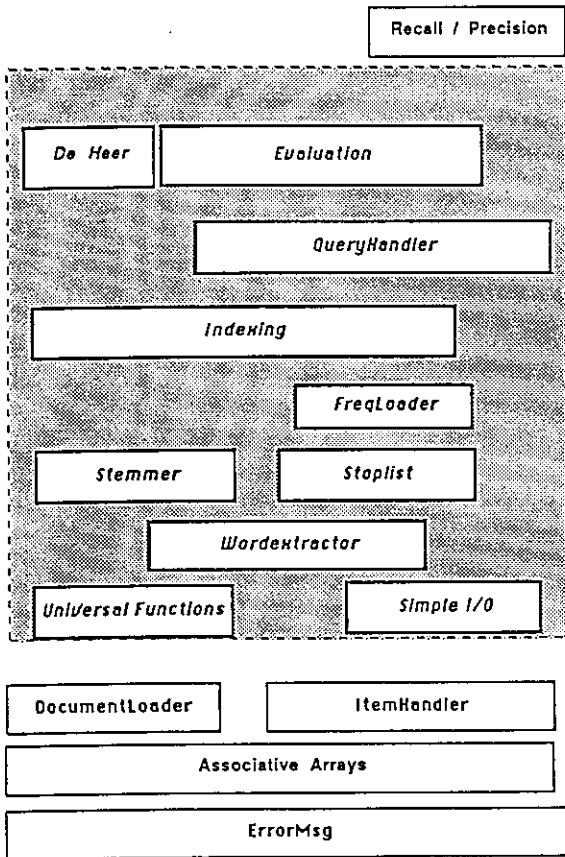 Recall / Precision
De Heer
Evaluation
QueryHandler
Indexing
FreqLoader
Stemmer
Stoplist
Wordextractor
Universal Functions
Simple I/O
DocumentLoader
ItemHandler
Associative Arrays
ErrorMsg